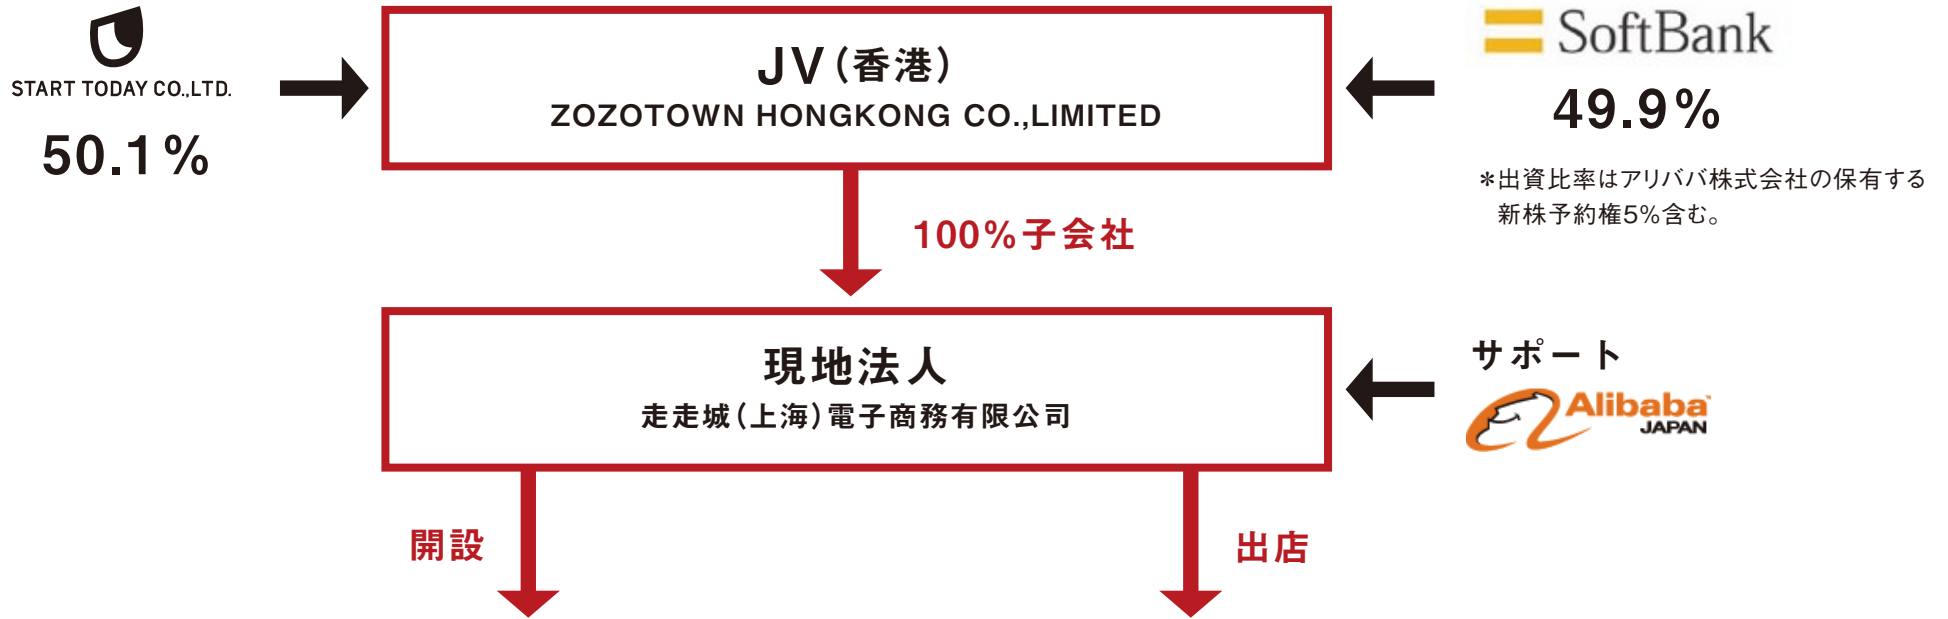 START TODAY CO.,LTD.
50.1%
JV(香港)
ZOZOTOWN HONGKONG CO.,LIMITED
SoftBank
49.9%
*出資比率はアリババ株式会社の保有する
新株予約権5%含む。
100%子会社
現地法人
走走城(上海)電子商務有限公司
サポート
Alibaba
JAPAN
開設
出店